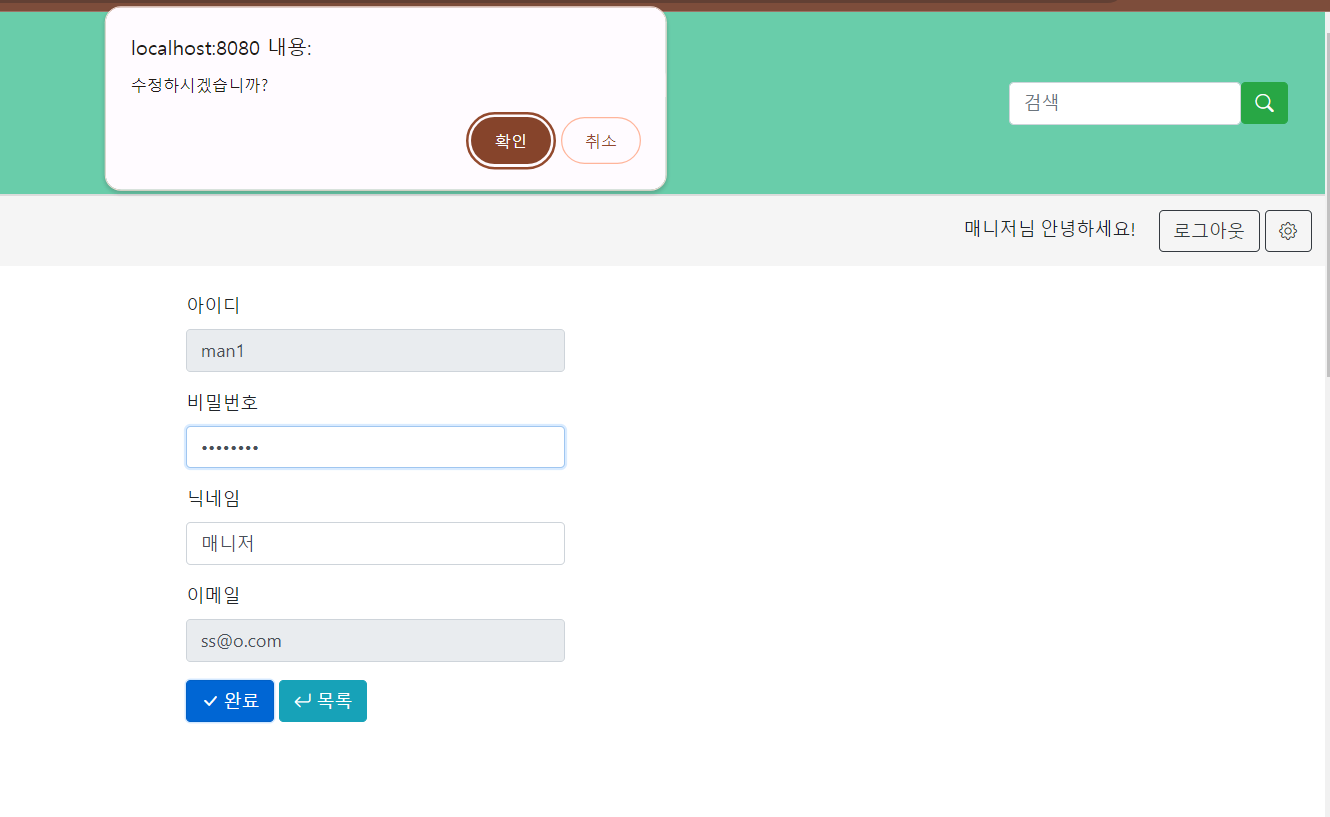 localhost:8080 내용:
수정하시겠습니까?
확인 취소
검색
매니저님 안녕하세요! 로그아웃
아이디
man1
비밀번호
••••••••
닉네임
매니저
이메일
ss@o.com
완료 목록